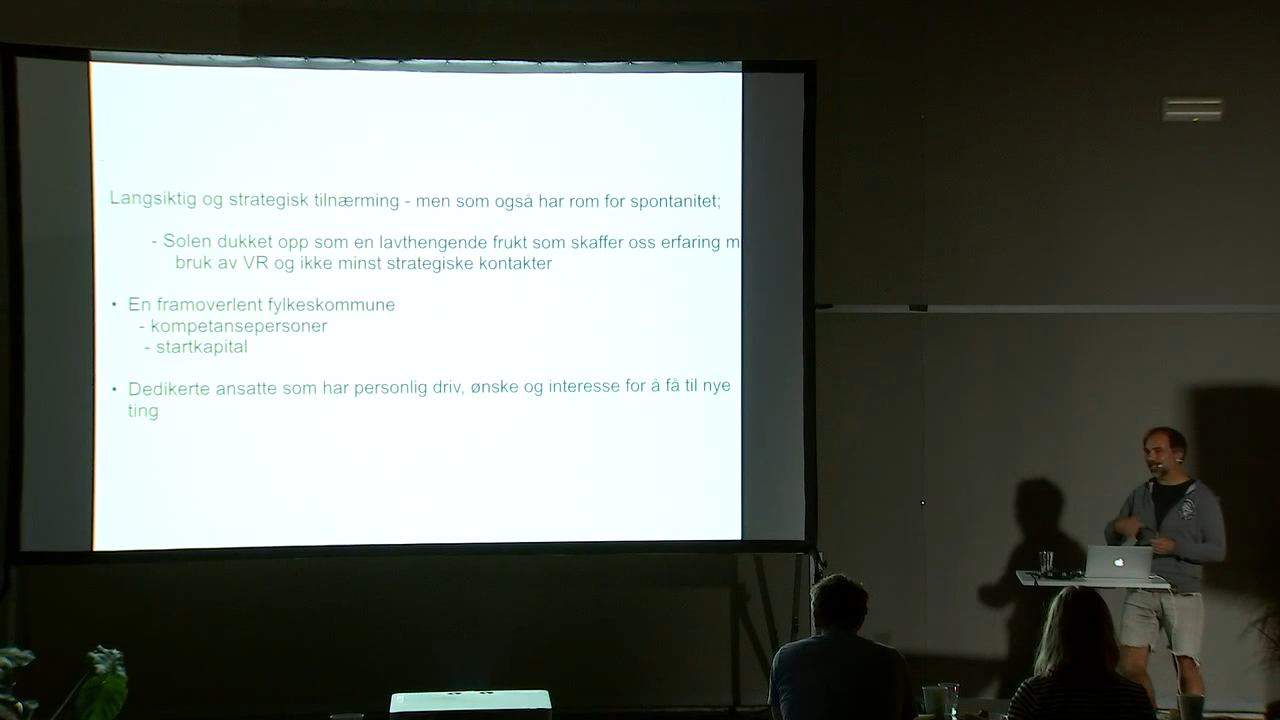 Langsiktig og strategisk tilnærming - men som også har rom for spontanitet;
- Solen dukket opp som en lavthengende frukt som skaffer oss erfaring m
bruk av VR og ikke minst strategiske kontakter
• En framoverlent fylkeskommune
- kompetansepersoner
- startkapital
• Dedikerte ansatte som har personlig driv, ønske og interesse for å få til nye
ting